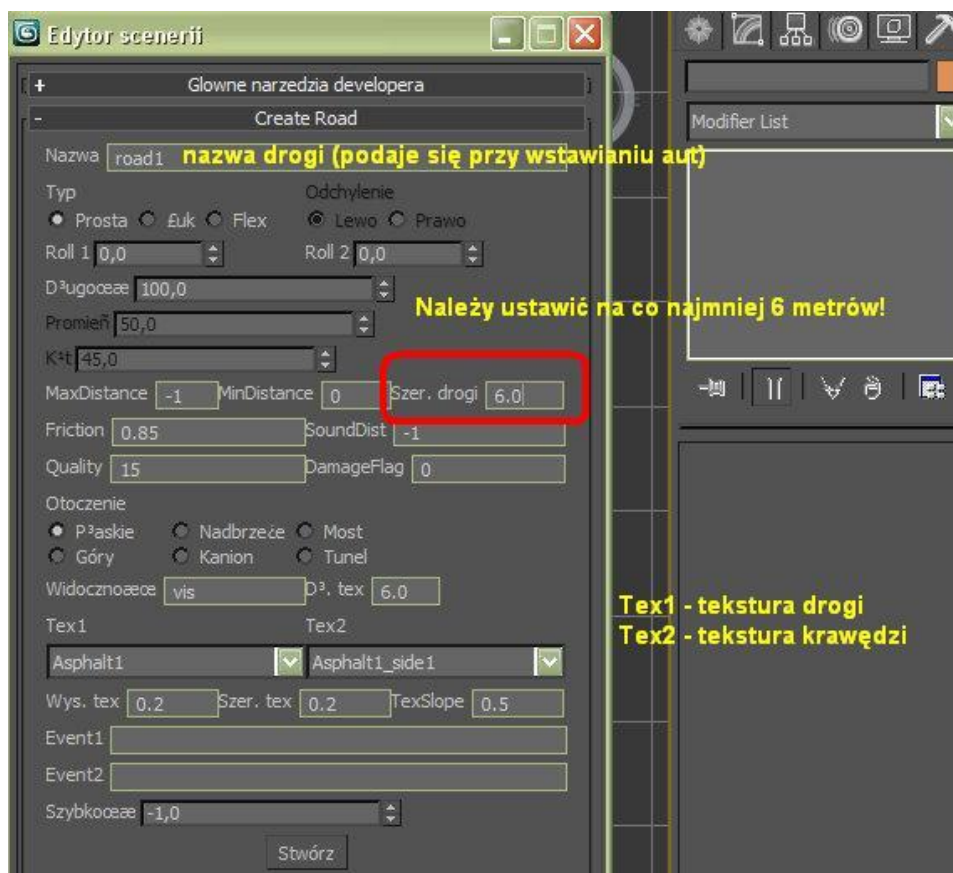 Edytor scenerii
+ Glowne narzedzia developera
- Create Road
Nazwa road1 nazwa drogi (podaje się przy wstawianiu aut)
Modifier List
Typ Odchylenie
Prosta £uk Flex Lewo Prawo
Roll 1 0,0 Roll 2 0,0
D³ugoœæ 100,0
Należy ustawić na co najmniej 6 metrów!
Promieñ 50,0
K¹t 45,0
MaxDistance -1 MinDistance 0 Szer. drogi 6.0
Friction 0.85 SoundDist -1
Quality 15 DamageFlag 0
Otoczenie
P³askie Nadbrze¿e Most
Góry Kanion Tunel
Widocznoœæ vis D³. tex 6.0
Tex1 - tekstura drogi
Tex2 - tekstura krawędzi
Tex1 Tex2
Asphalt1 Asphalt1_side1
Wys. tex 0.2 Szer. tex 0.2 TexSlope 0.5
Event1
Event2
Szybkoœæ -1,0
Stwórz